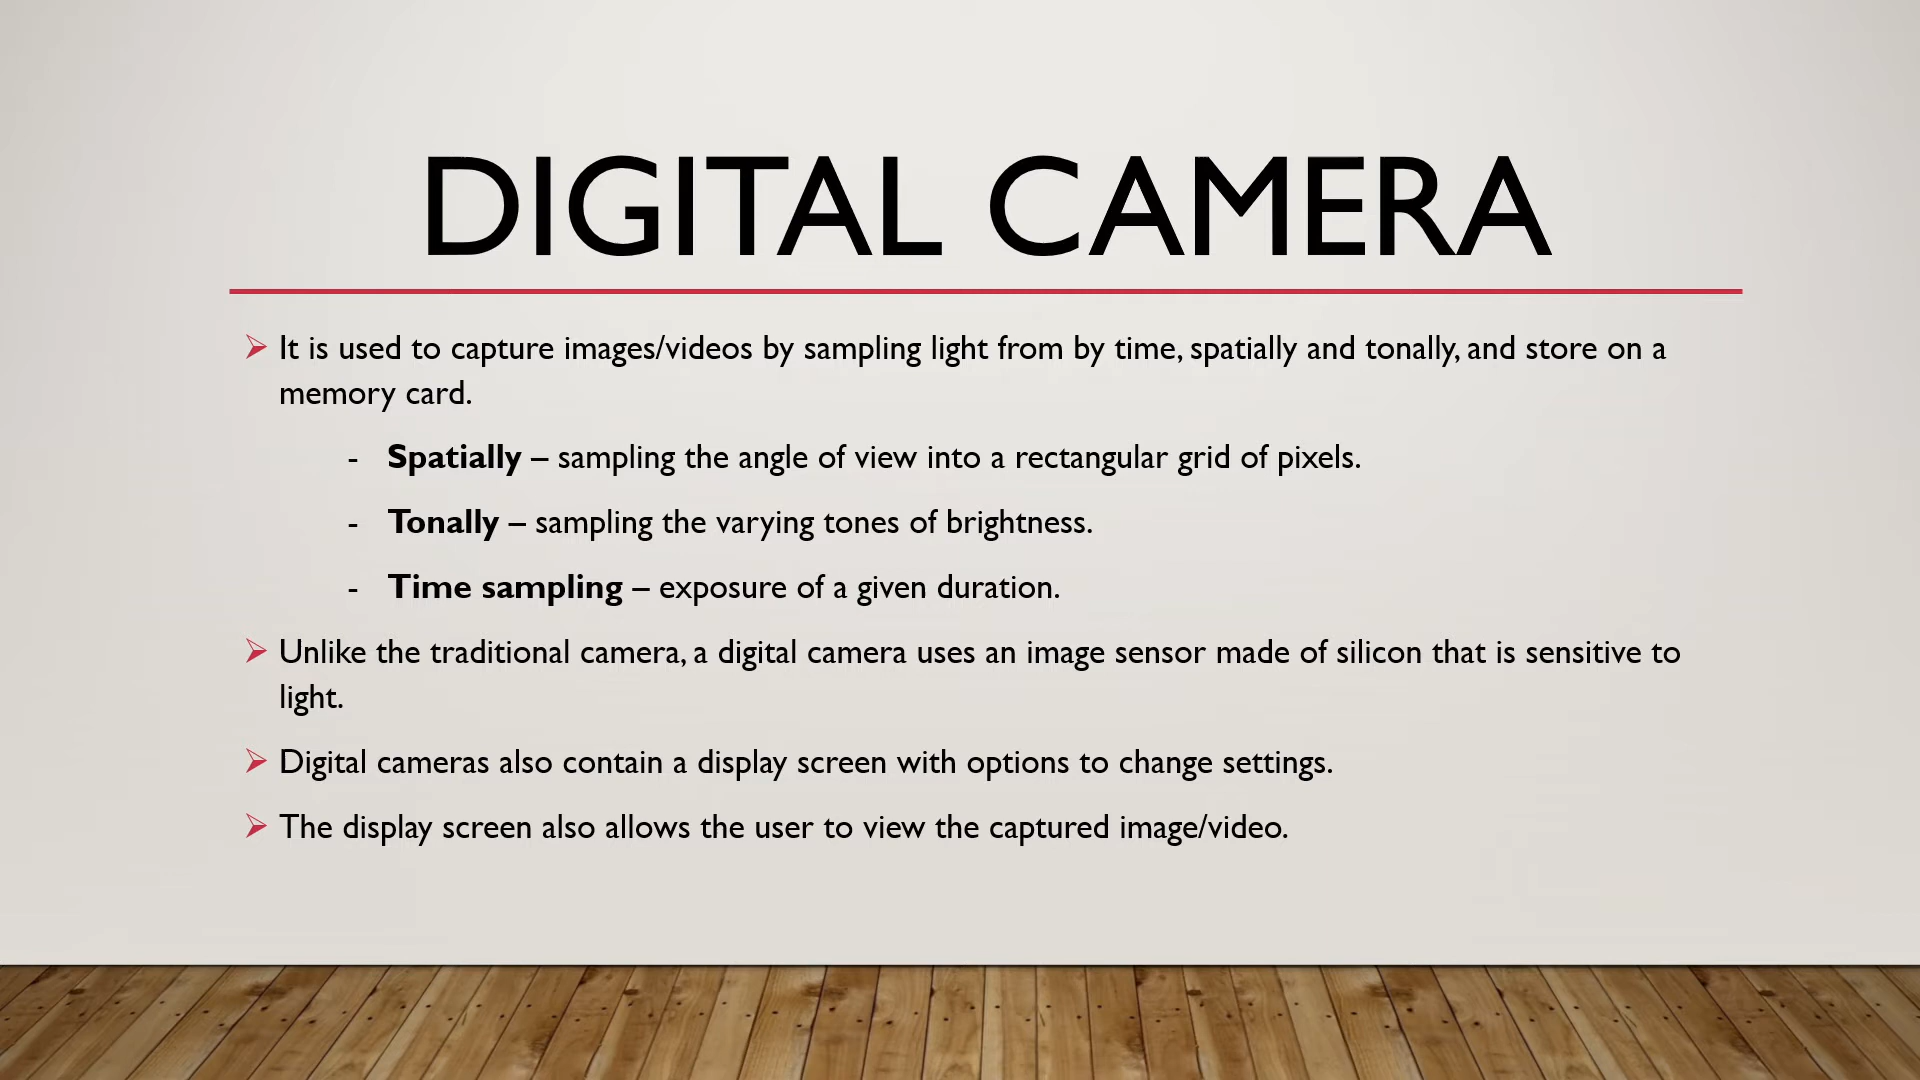 DIGITAL CAMERA
It is used to capture images/videos by sampling light from by time, spatially and tonally, and store on a
memory card.
- Spatially – sampling the angle of view into a rectangular grid of pixels.
- Tonally – sampling the varying tones of brightness.
- Time sampling – exposure of a given duration.
Unlike the traditional camera, a digital camera uses an image sensor made of silicon that is sensitive to
light.
Digital cameras also contain a display screen with options to change settings.
The display screen also allows the user to view the captured image/video.